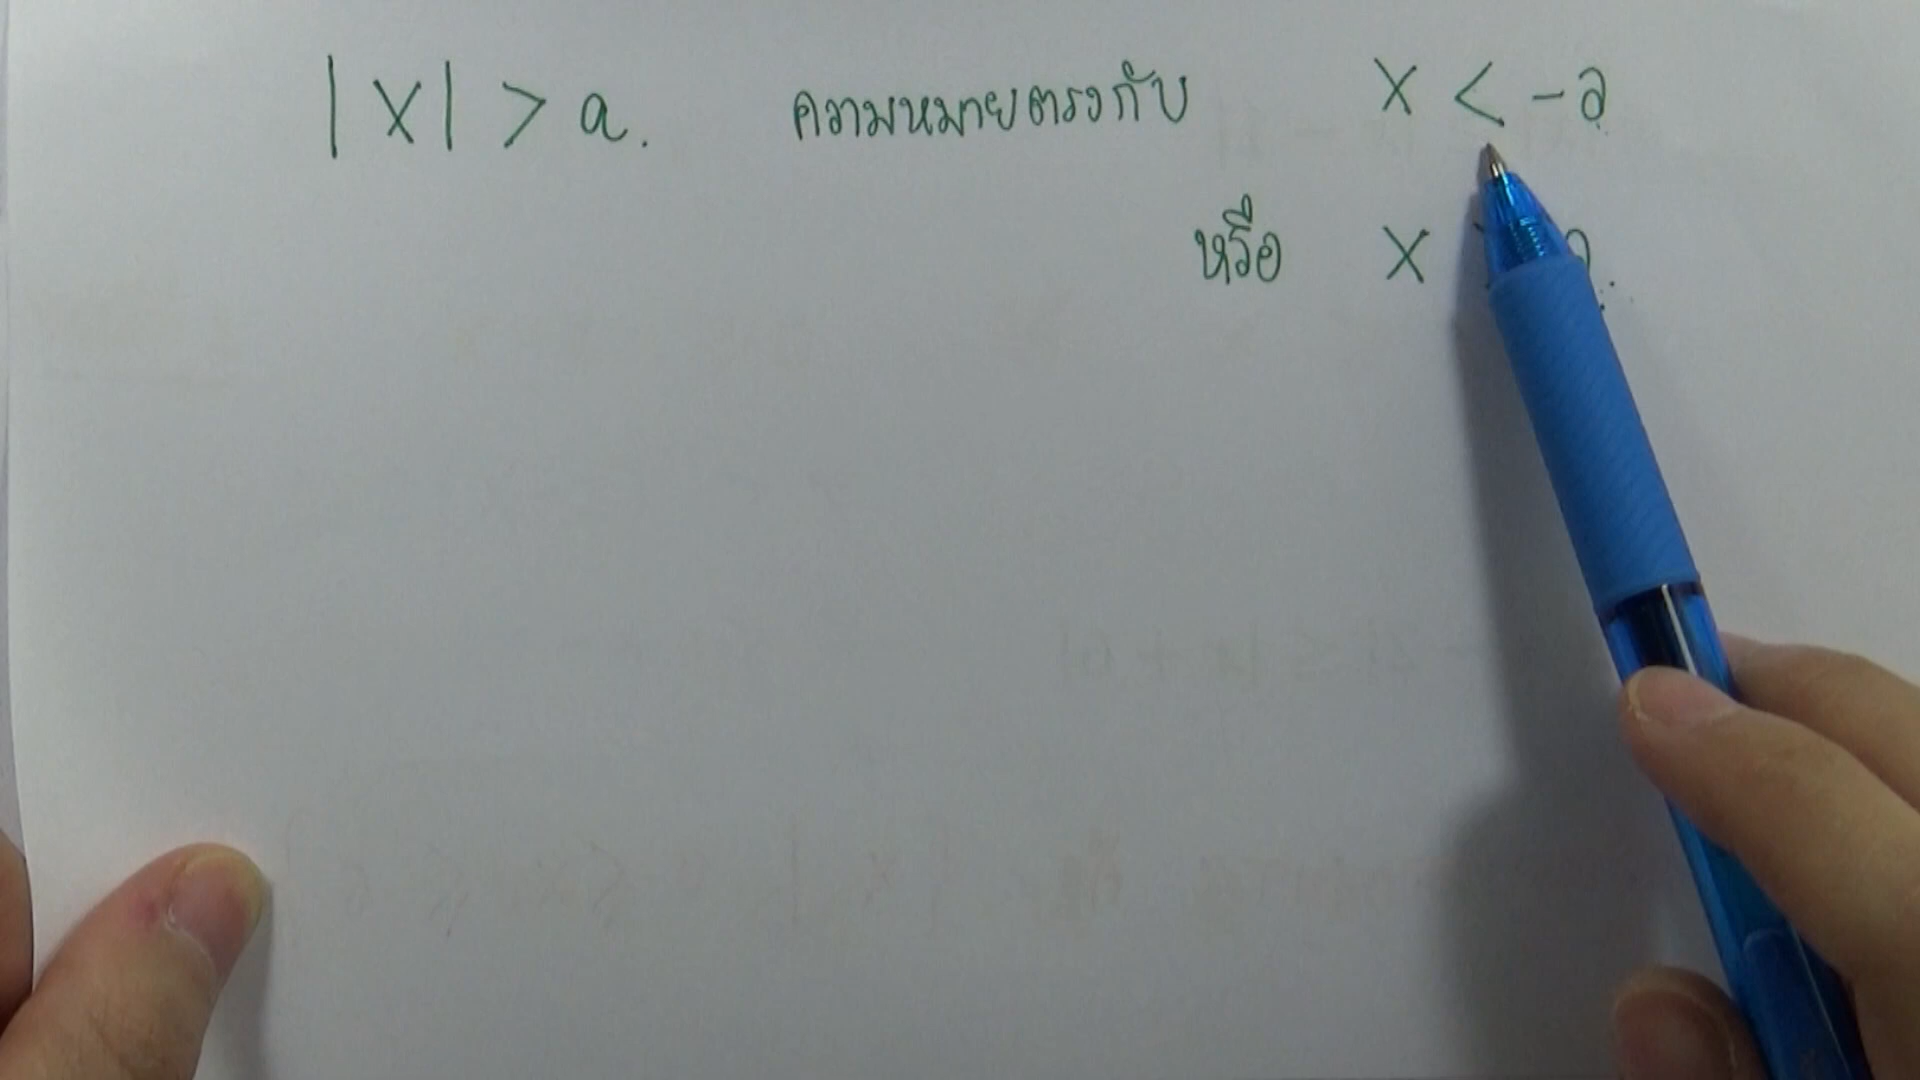 |x| > a. ความหมายตรงกับ x < -a
หรือ x a.